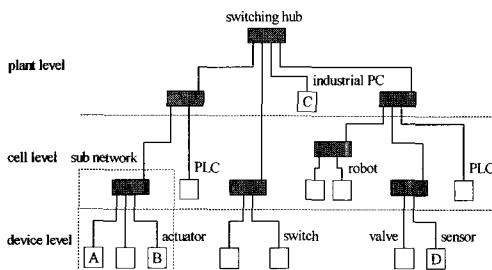 switching hub
plant level
industrial PC
C
cell level
sub network
PLC
robot
PLC
device level
A
B
actuator
switch
valve
sensor
D